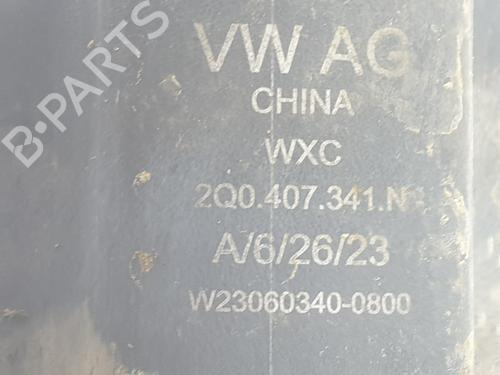 B-PARTS
VW AG
CHINA
WXC
2Q0.407.341.N
A/6/26/23
W23060340-0800